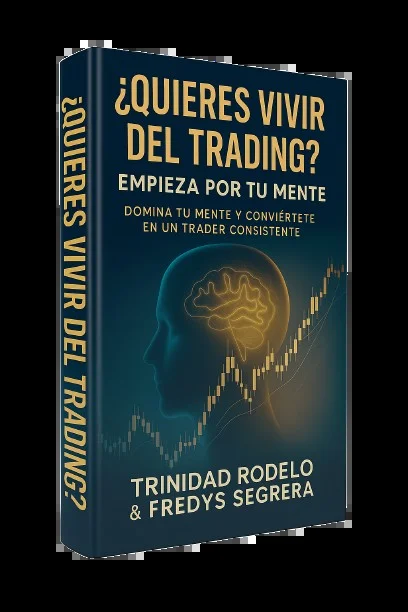 ¿QUIERES VIVIR DEL TRADING?
¿QUIERES VIVIR
DEL TRADING?
EMPIEZA POR TU MENTE
DOMINA TU MENTE Y CONVIÉRTETE
EN UN TRADER CONSISTENTE
TRINIDAD RODELO
& FREDYS SEGRERA